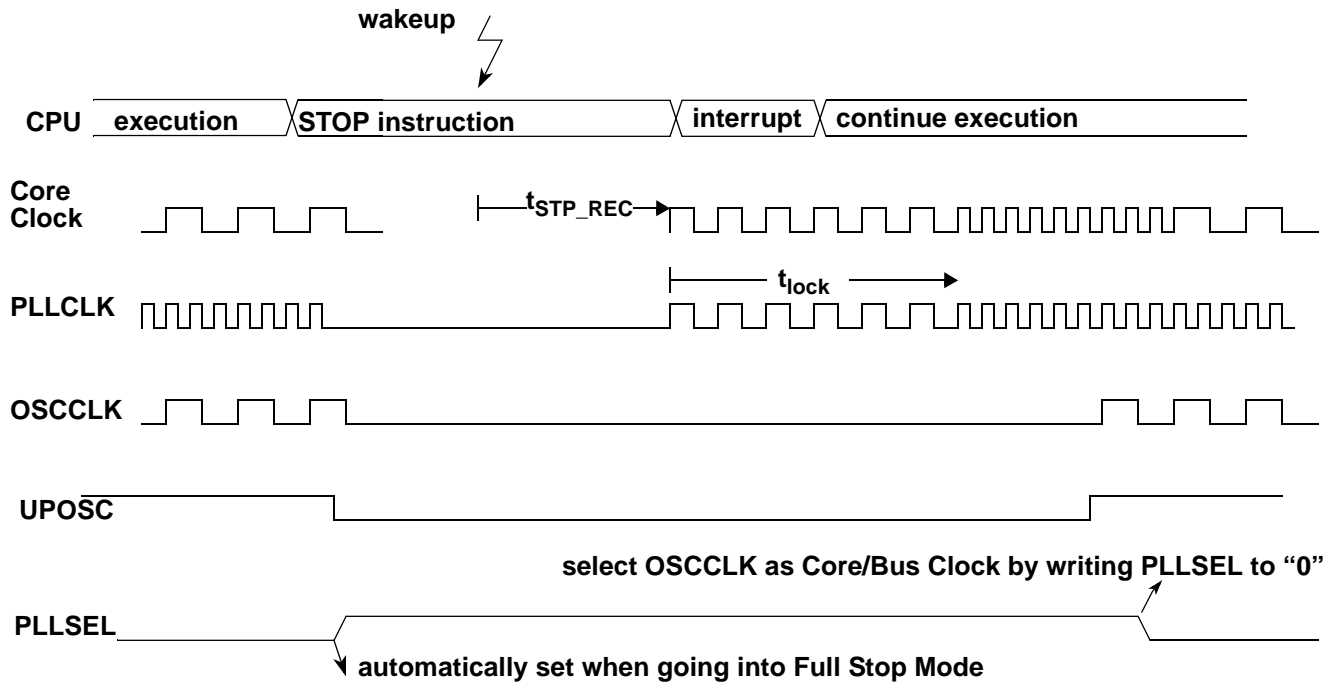 wakeup
CPU execution STOP instruction interrupt continue execution
Core
Clock
tSTP_REC
tlock
PLLCLK
OSCCLK
UPOSC
select OSCCLK as Core/Bus Clock by writing PLLSEL to “0”
PLLSEL
automatically set when going into Full Stop Mode